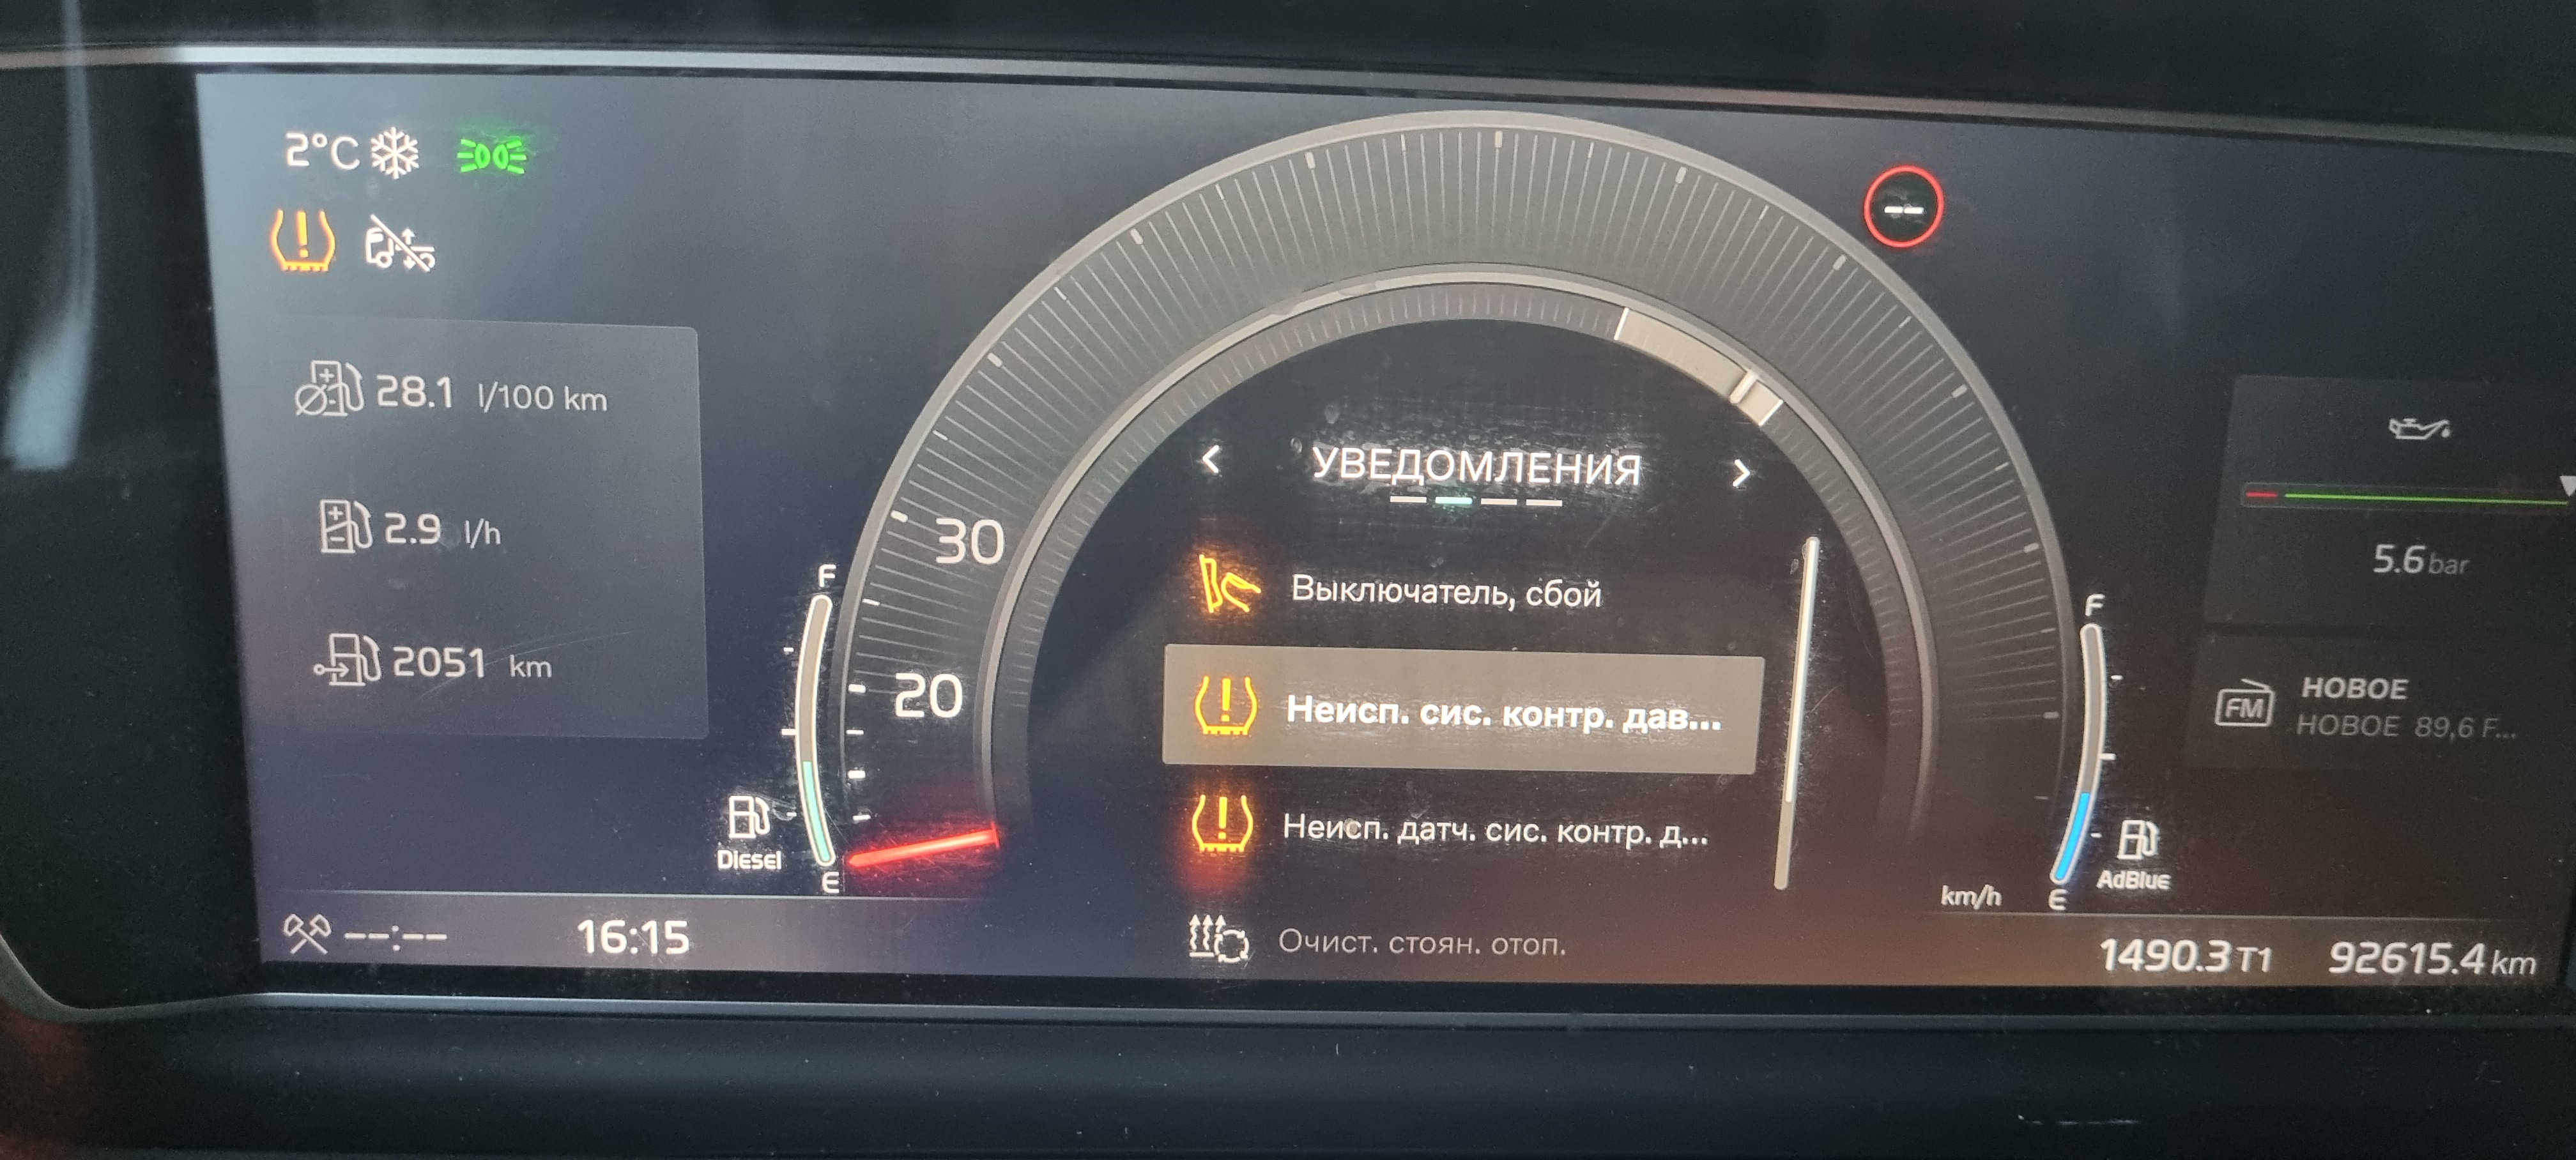 2°C
28.1 l/100 km
2.9 l/h
2051 km
F
Diesel
E
30
20
УВЕДОМЛЕНИЯ
Выключатель, сбой
Неисп. сис. контр. дав...
Неисп. датч. сис. контр. д...
Очист. стоян. отоп.
--
km/h
F
AdBlue
E
5.6 bar
FM
НОВОЕ
НОВОЕ 89,6 F...
--:--
16:15
1490.3 T1
92615.4 km